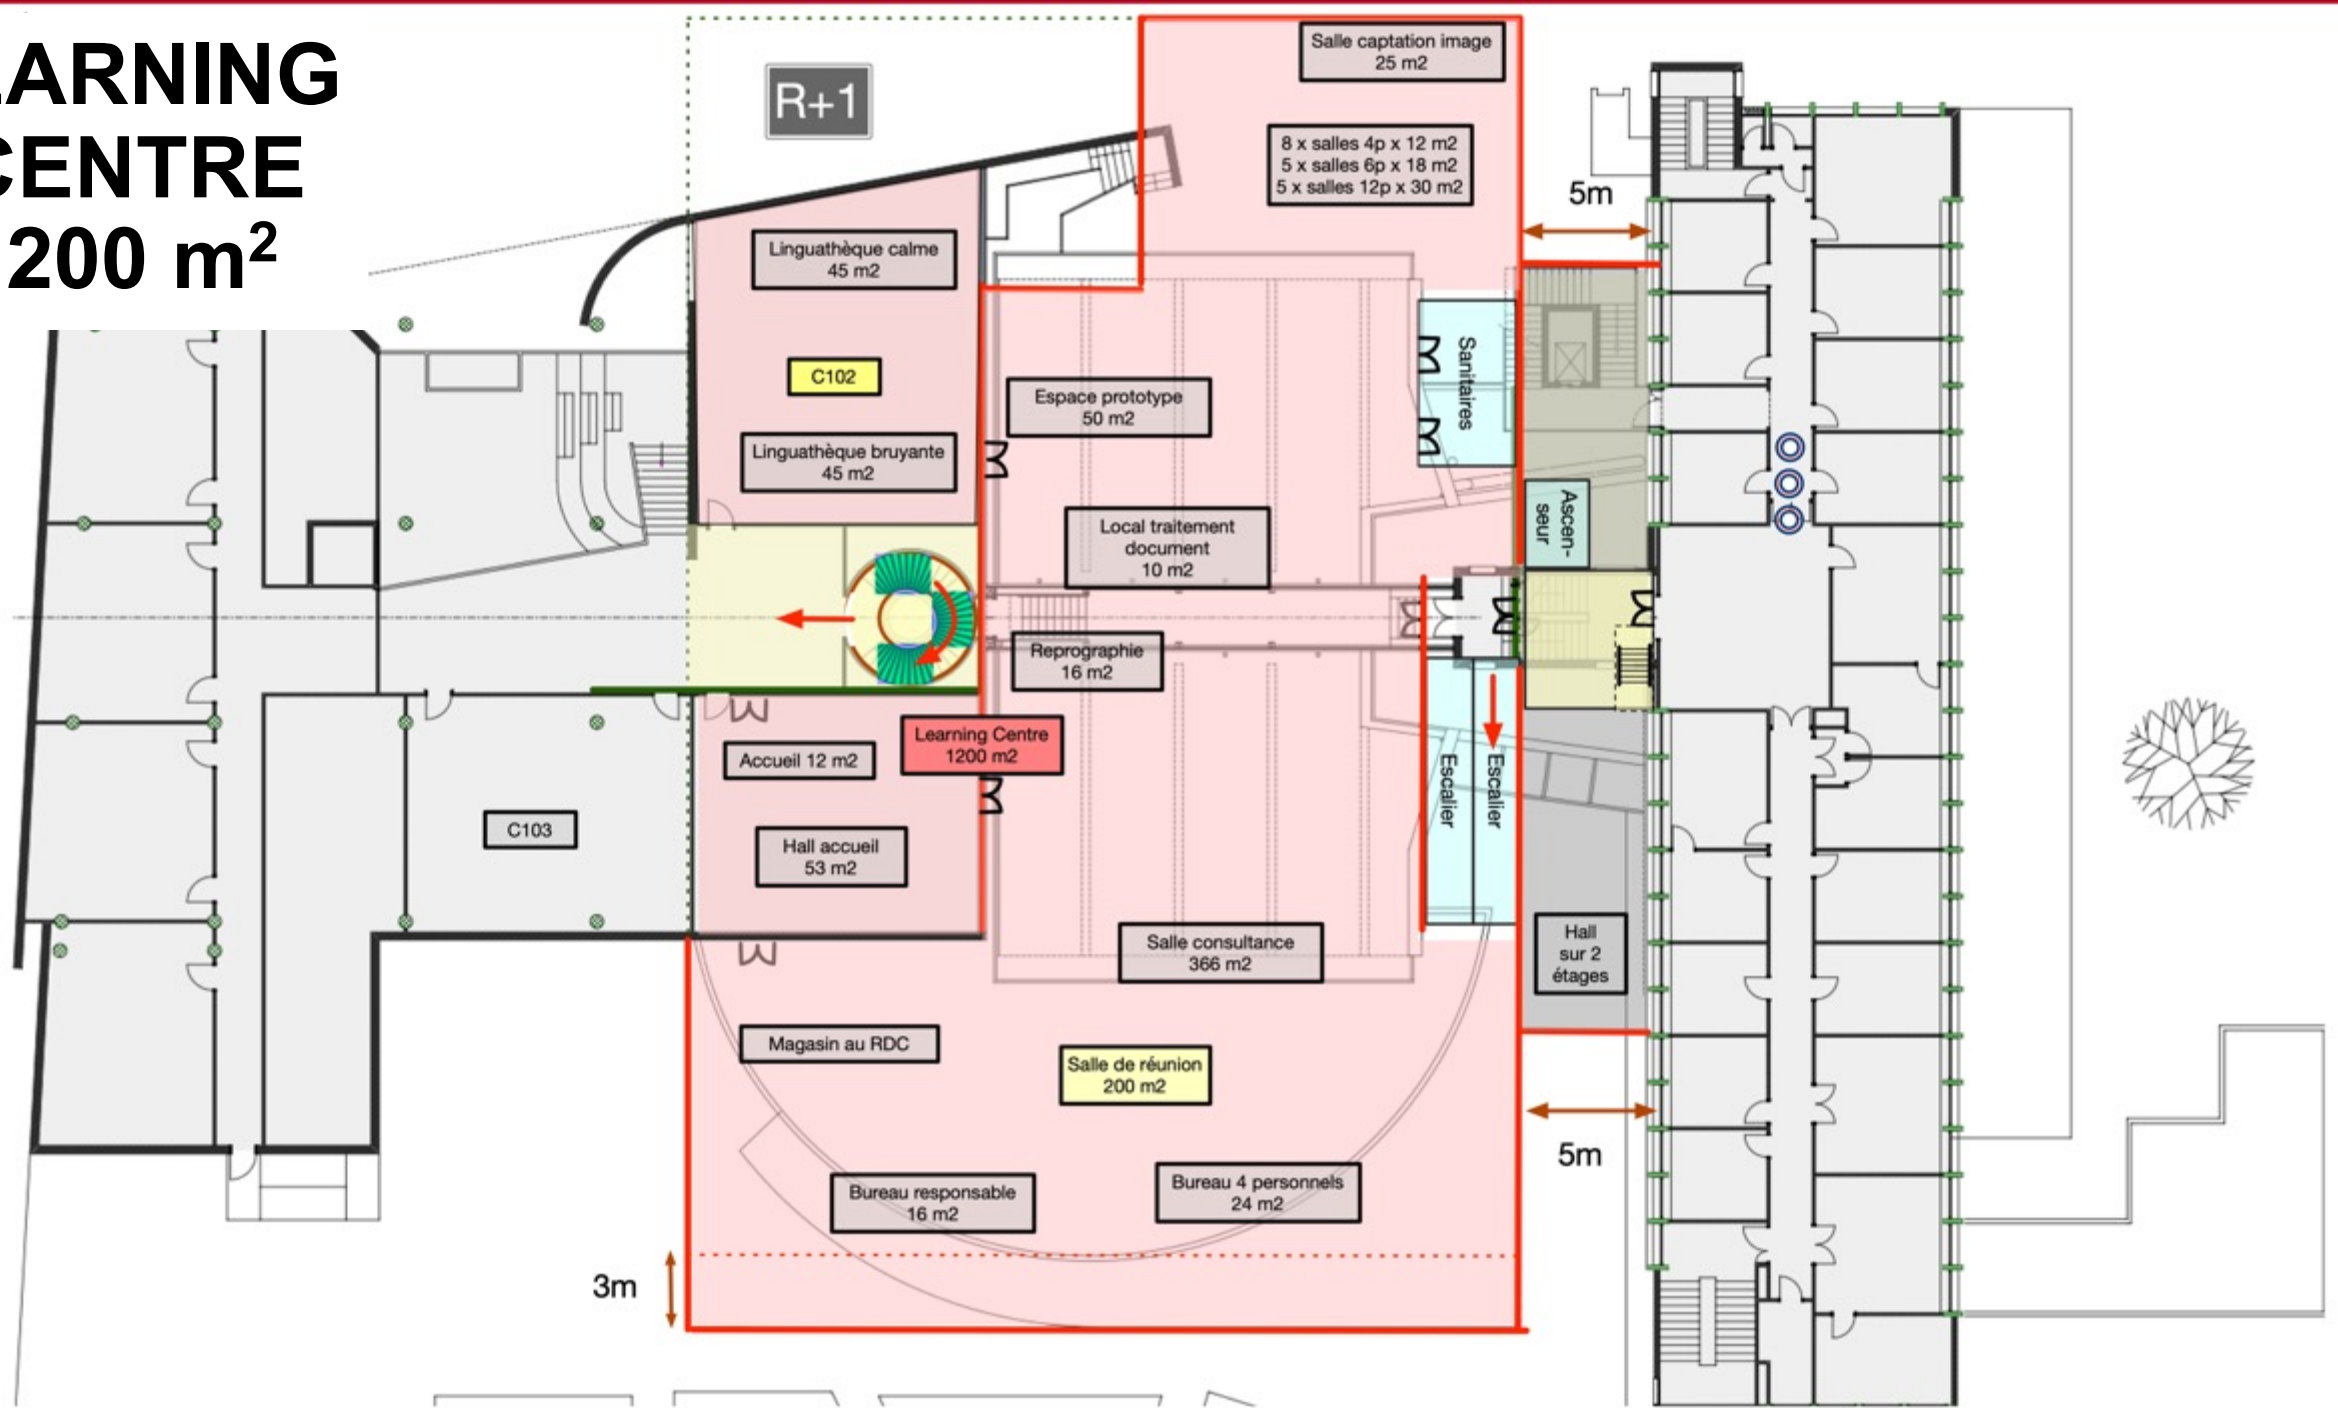 ARNING
CENTRE
200 m²
R+1
Salle captation image
25 m2
8 x salles 4p x 12 m2
5 x salles 6p x 18 m2
5 x salles 12p x 30 m2
5m
Linguathèque calme
45 m2
C102
Linguathèque bruyante
45 m2
Espace prototype
50 m2
Sanitaires
Local traitement
document
10 m2
Ascen-
seur
Reprographie
16 m2
Learning Centre
1200 m2
Accueil 12 m2
Hall accueil
53 m2
C103
Escalier
Escalier
Salle consultance
366 m2
Hall
sur 2
étages
Magasin au RDC
Salle de réunion
200 m2
5m
Bureau responsable
16 m2
Bureau 4 personnels
24 m2
3m